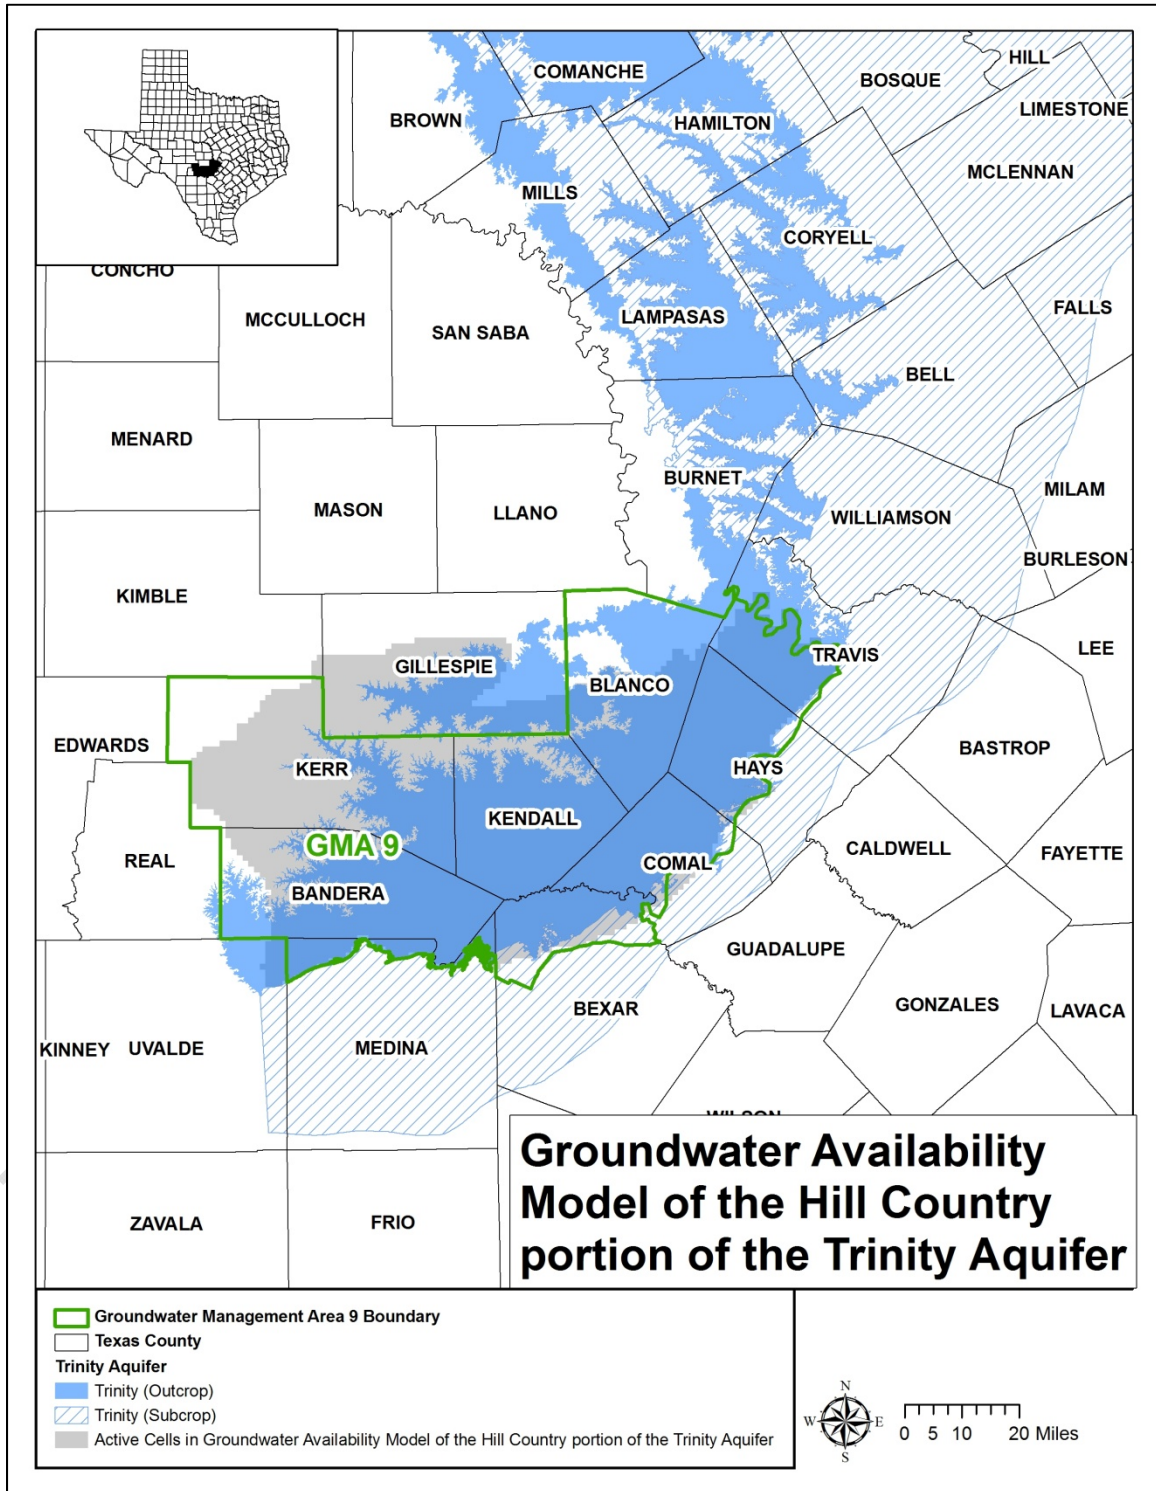 HILL
COMANCHE
BOSQUE
LIMESTONE
BROWN
HAMILTON
MCLENNAN
MILLS
CORYELL
CONCHO
FALLS
MCCULLOCH
LAMPASAS
SAN SABA
BELL
MENARD
BURNET
MILAM
MASON
LLANO
WILLIAMSON
BURLESON
KIMBLE
LEE
TRAVIS
GILLESPIE
BLANCO
EDWARDS
BASTROP
KERR
HAYS
KENDALL
GMA 9
CALDWELL
FAYETTE
REAL
COMAL
BANDERA
GUADALUPE
GONZALES
BEXAR
LAVACA
KINNEY
UVALDE
MEDINA
WILSON
Groundwater Availability
Model of the Hill Country
portion of the Trinity Aquifer
ZAVALA
FRIO
Groundwater Management Area 9 Boundary
Texas County
Trinity Aquifer
Trinity (Outcrop)
Trinity (Subcrop)
Active Cells in Groundwater Availability Model of the Hill Country portion of the Trinity Aquifer
N
W E
S
0 5 10 20 Miles